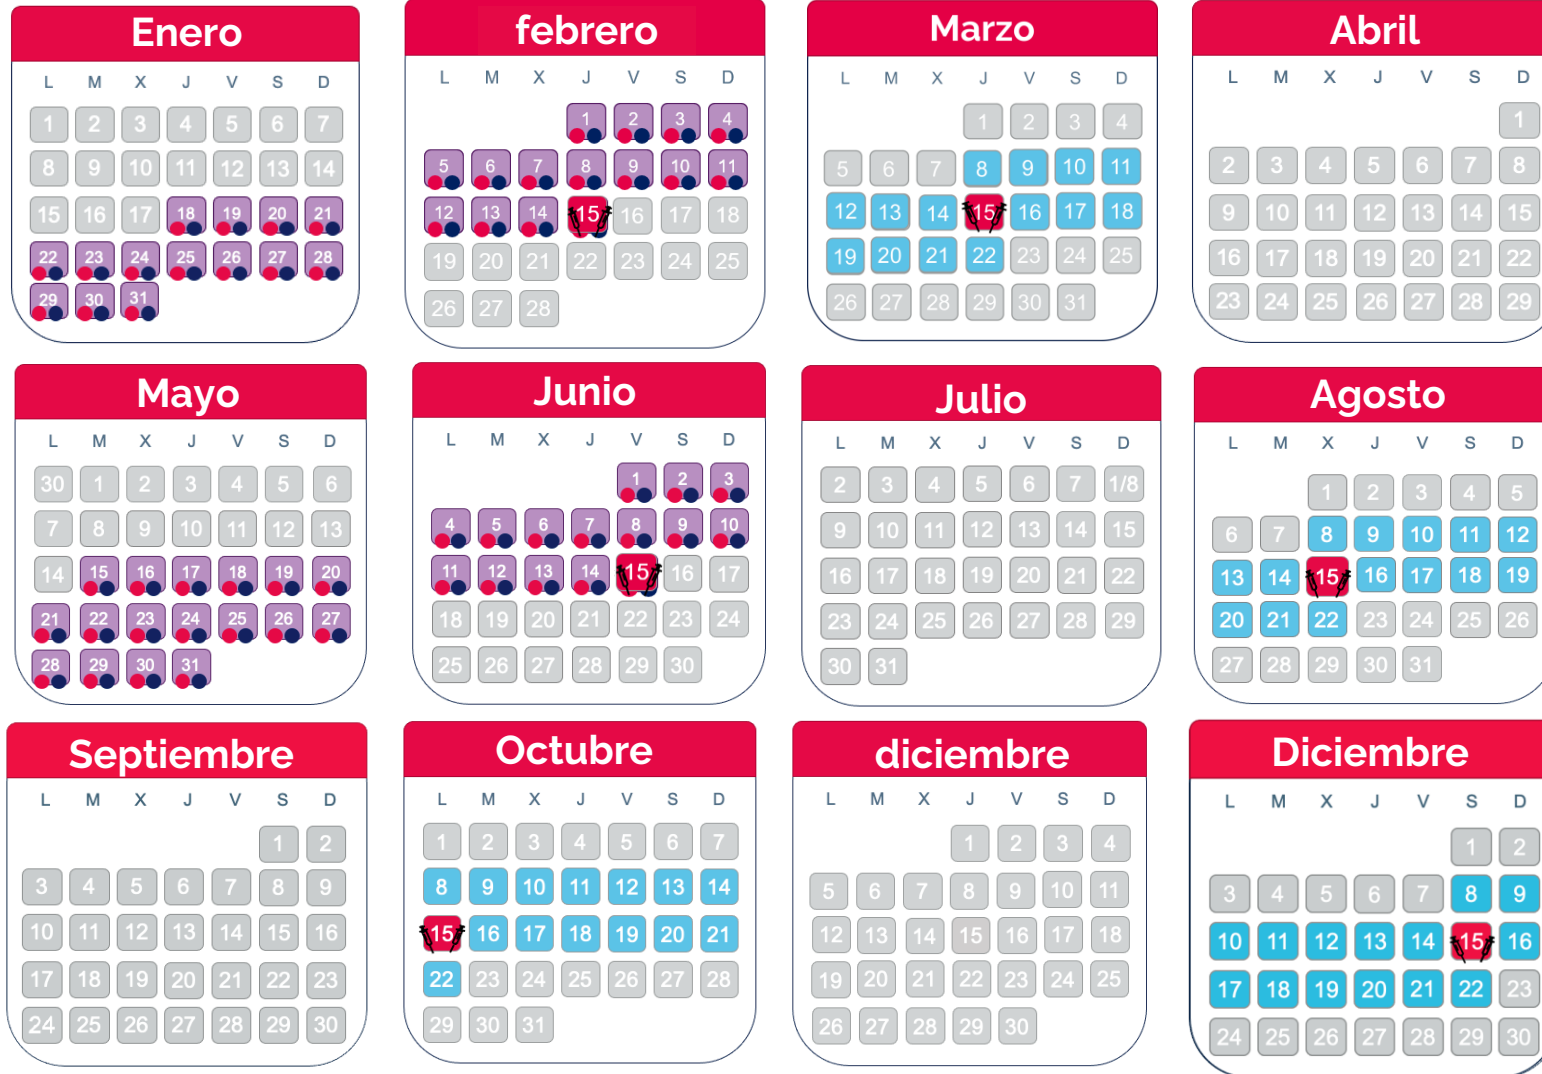 Enero
L M X J V S D
1 2 3 4 5 6 7
8 9 10 11 12 13 14
15 16 17 18 19 20 21
22 23 24 25 26 27 28
29 30 31
febrero
L M X J V S D
1 2 3 4
5 6 7 8 9 10 11
12 13 14 15 16 17 18
19 20 21 22 23 24 25
26 27 28
Marzo
L M X J V S D
1 2 3 4
5 6 7 8 9 10 11
12 13 14 15 16 17 18
19 20 21 22 23 24 25
26 27 28 29 30 31
Abril
L M X J V S D
1
2 3 4 5 6 7 8
9 10 11 12 13 14 15
16 17 18 19 20 21 22
23 24 25 26 27 28 29
Mayo
L M X J V S D
30 1 2 3 4 5 6
7 8 9 10 11 12 13
14 15 16 17 18 19 20
21 22 23 24 25 26 27
28 29 30 31
Junio
L M X J V S D
1 2 3
4 5 6 7 8 9 10
11 12 13 14 15 16 17
18 19 20 21 22 23 24
25 26 27 28 29 30
Julio
L M X J V S D
2 3 4 5 6 7 1/8
9 10 11 12 13 14 15
16 17 18 19 20 21 22
23 24 25 26 27 28 29
30 31
Agosto
L M X J V S D
1 2 3 4 5
6 7 8 9 10 11 12
13 14 15 16 17 18 19
20 21 22 23 24 25 26
27 28 29 30 31
Septiembre
L M X J V S D
1 2
3 4 5 6 7 8 9
10 11 12 13 14 15 16
17 18 19 20 21 22 23
24 25 26 27 28 29 30
Octubre
L M X J V S D
1 2 3 4 5 6 7
8 9 10 11 12 13 14
15 16 17 18 19 20 21
22 23 24 25 26 27 28
29 30 31
diciembre
L M X J V S D
1 2 3 4
5 6 7 8 9 10 11
12 13 14 15 16 17 18
19 20 21 22 23 24 25
26 27 28 29 30
Diciembre
L M X J V S D
1 2
3 4 5 6 7 8 9
10 11 12 13 14 15 16
17 18 19 20 21 22 23
24 25 26 27 28 29 30